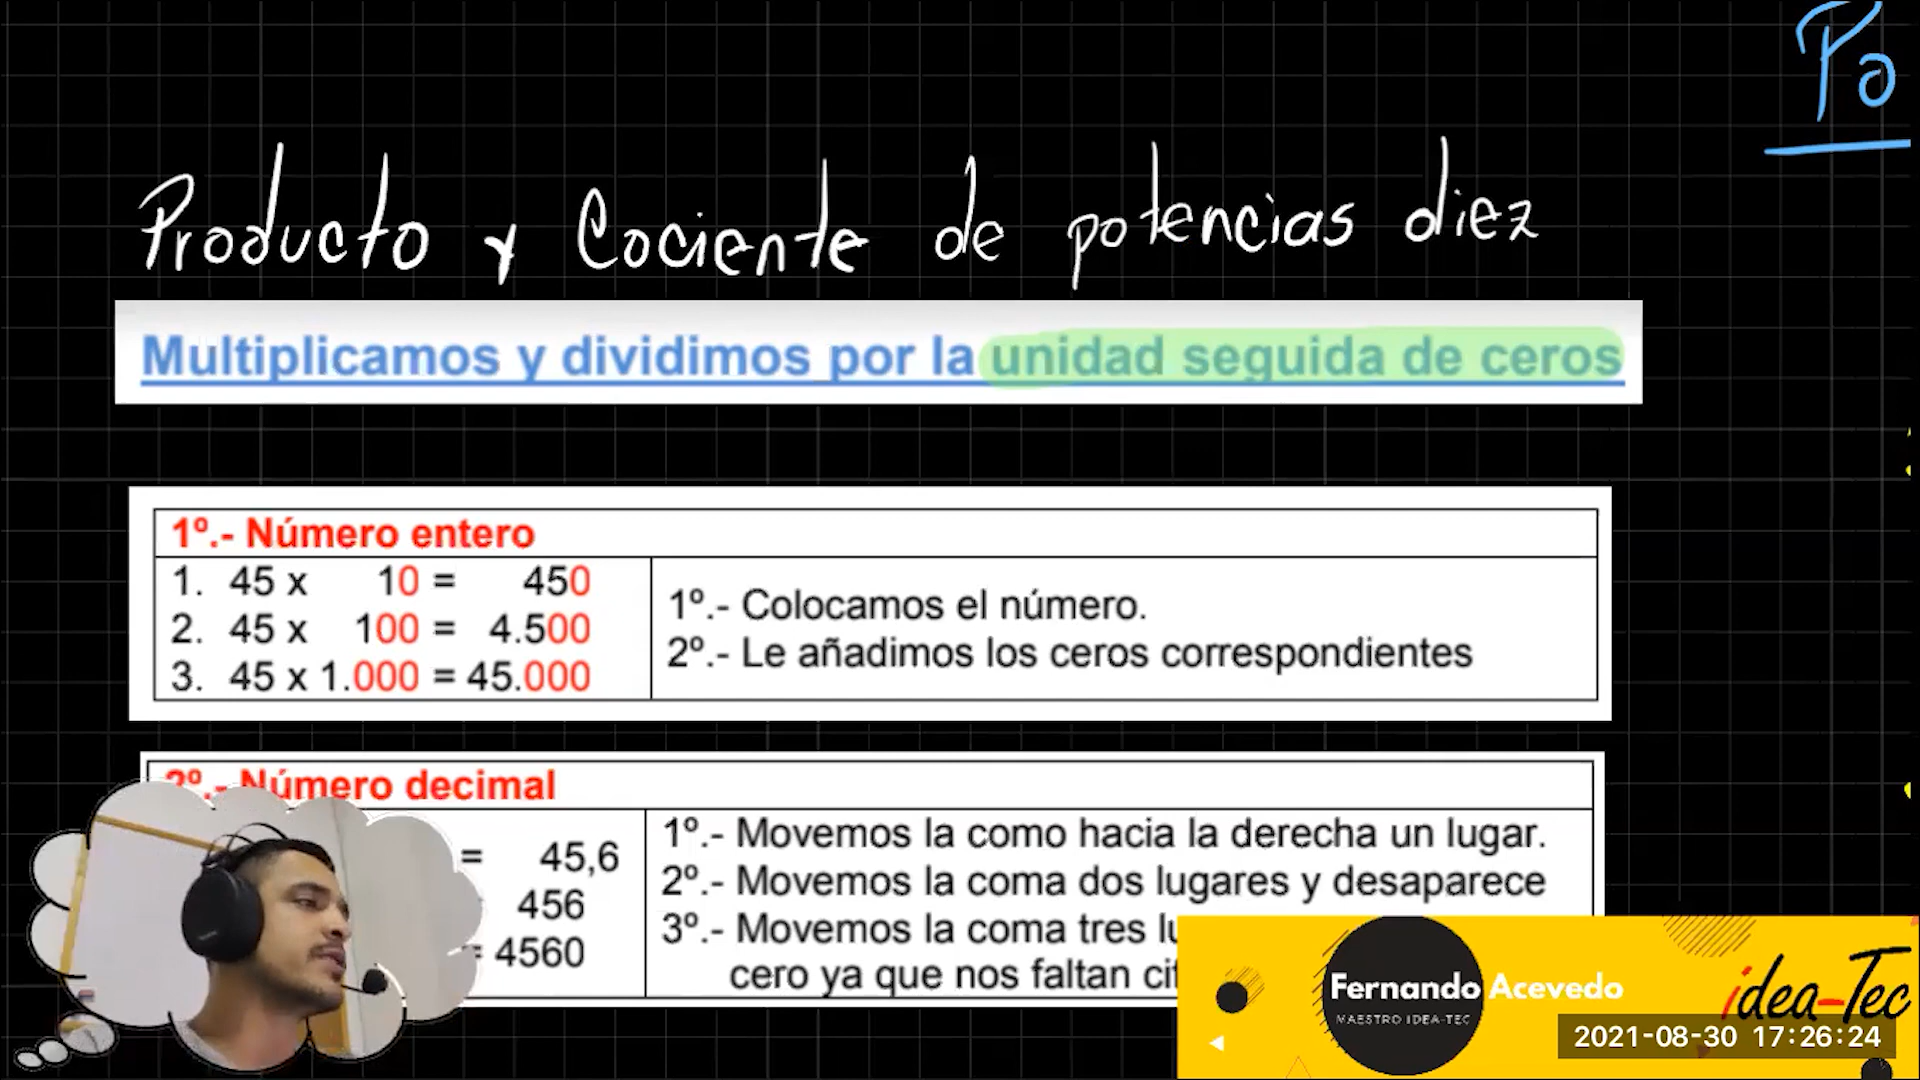 Po
Producto y Cociente de potencias diez
Multiplicamos y dividimos por la unidad seguida de ceros
1º.- Número entero
1. 45 x 10 = 450
2. 45 x 100 = 4.500
3. 45 x 1.000 = 45.000
1º.- Colocamos el número.
2º.- Le añadimos los ceros correspondientes
2º.- Número decimal
= 45,6
456
= 4560
1º.- Movemos la como hacia la derecha un lugar.
2º.- Movemos la coma dos lugares y desaparece
3º.- Movemos la coma tres
cero ya que nos faltan
Fernando Acevedo
MAESTRO IDEA-TEC
idea-Tec
2021-08-30 17:26:24